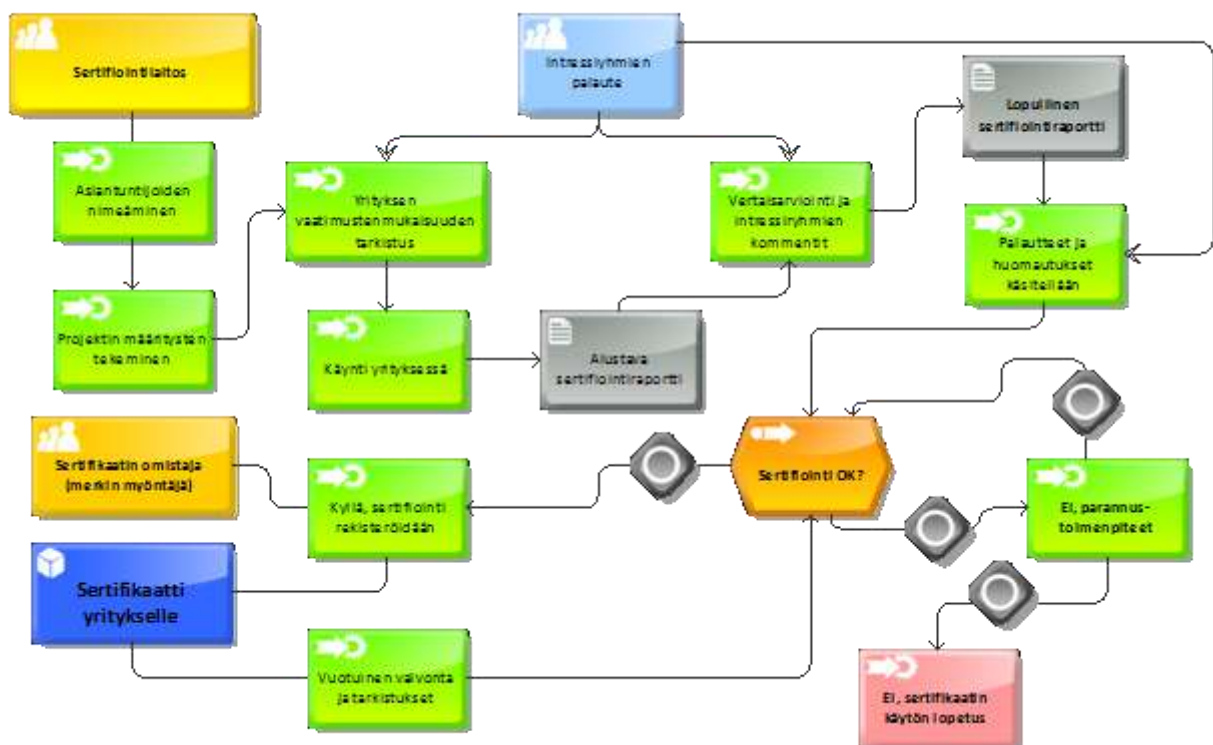 Sertifiointilaitos
Intressiyhmien
palaute
Lopullinen
sertifiointiraportti
Asiantuntijoiden
nimeäminen
Yrityksen
vaatimustenmukaisuuden
tarkistus
Vertaisarviointi ja
intressiryhmien
kommentit
Palautteet ja
huomautukset
käsitellään
Projektin määritysten
tekeminen
Käynti yrityksessä
Alustava
sertifiointiraportti
Sertifikaatin omistaja
(merkin myöntäjä)
Kyllä, sertifiointi
rekisteröidään
Sertifiointi OK?
Ei, parannus-
toimenpiteet
Sertifikaatti
yritykselle
Vuotuinen valvonta
ja tarkistukset
Ei, sertifikaatin
käytön lopetus